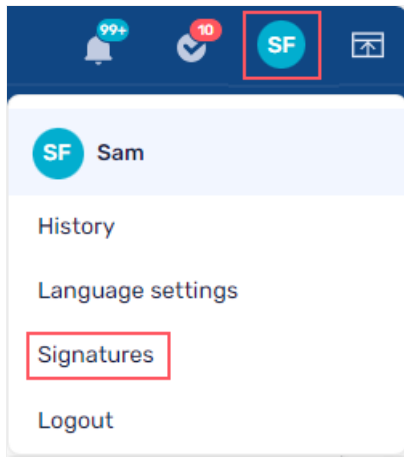 99+ 10 SF
SF Sam
History
Language settings
Signatures
Logout